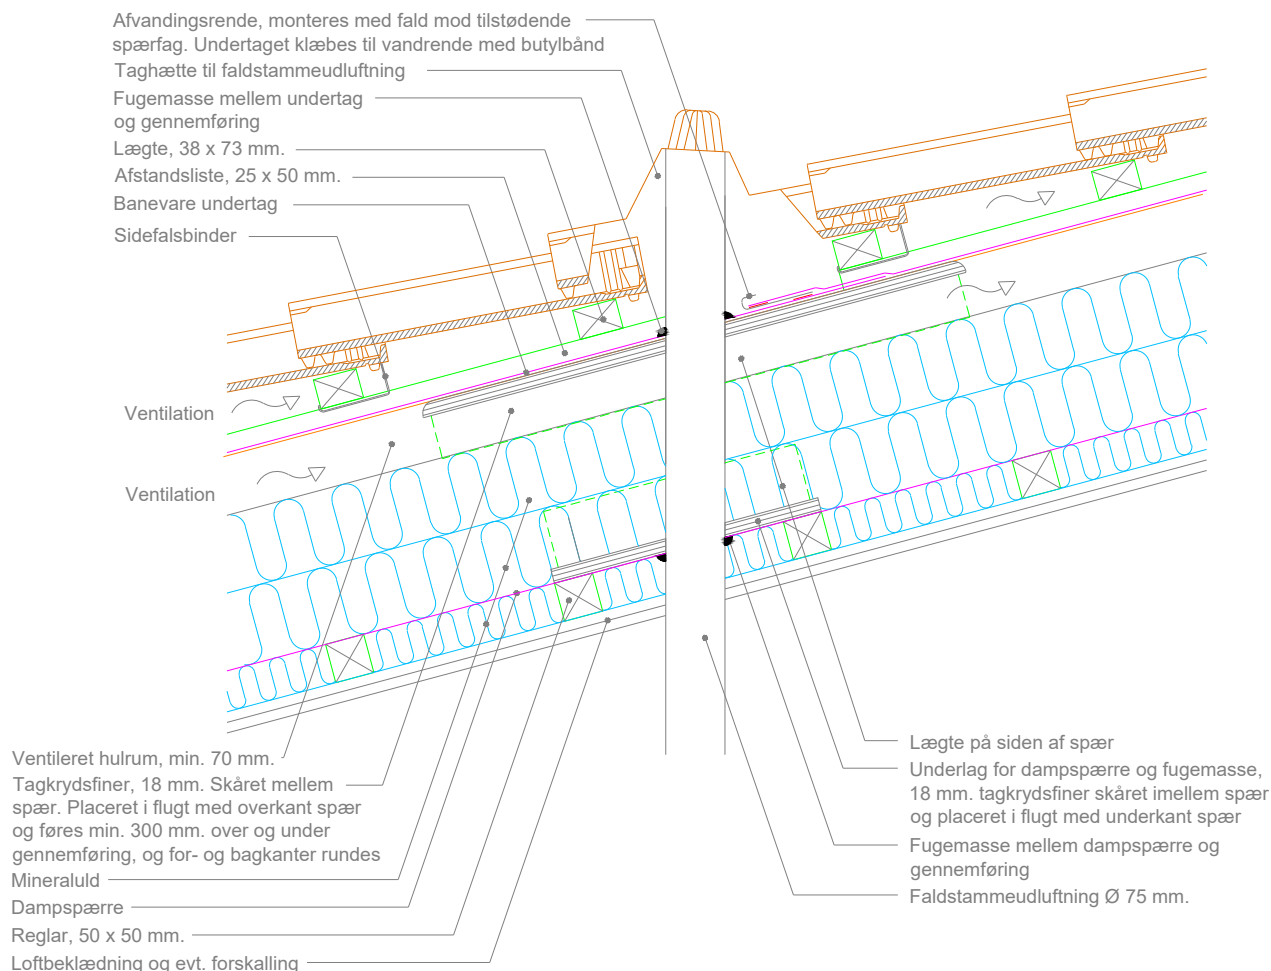 Afvandingsrende, monteres med fald mod tilstødende
spærfag. Undertaget klæbes til vandrende med butylbånd
Taghætte til faldstammeudluftning
Fugemasse mellem undertag
og gennemføring
Lægte, 38 x 73 mm.
Afstandsliste, 25 x 50 mm.
Banevare undertag
Sidefalsbinder
Ventilation
Ventilation
Ventileret hulrum, min. 70 mm.
Tagkrydsfiner, 18 mm. Skåret mellem
spær. Placeret i flugt med overkant spær
og føres min. 300 mm. over og under
gennemføring, og for- og bagkanter rundes
Mineraluld
Dampspærre
Reglar, 50 x 50 mm.
Loftbeklædning og evt. forskalling
Lægte på siden af spær
Underlag for dampspærre og fugemasse,
18 mm. tagkrydsfiner skåret imellem spær
og placeret i flugt med underkant spær
Fugemasse mellem dampspærre og
gennemføring
Faldstammeudluftning Ø 75 mm.